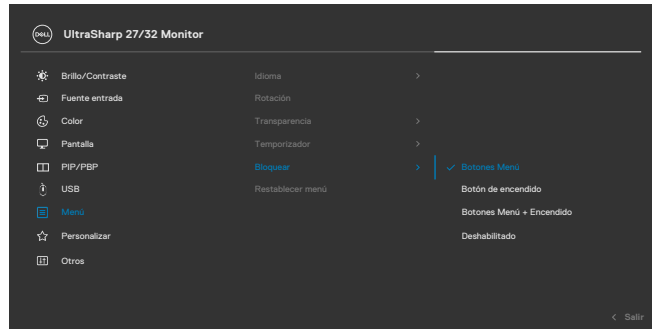 DELL UltraSharp 27/32 Monitor
Brillo/Contraste Idioma
Fuente entrada Rotación
Color Transparencia
Pantalla Temporizador
PIP/PBP Bloquear Botones Menú
USB Restablecer menú Botón de encendido
Menú Botones Menú + Encendido
Personalizar Deshabilitado
Otros
Salir